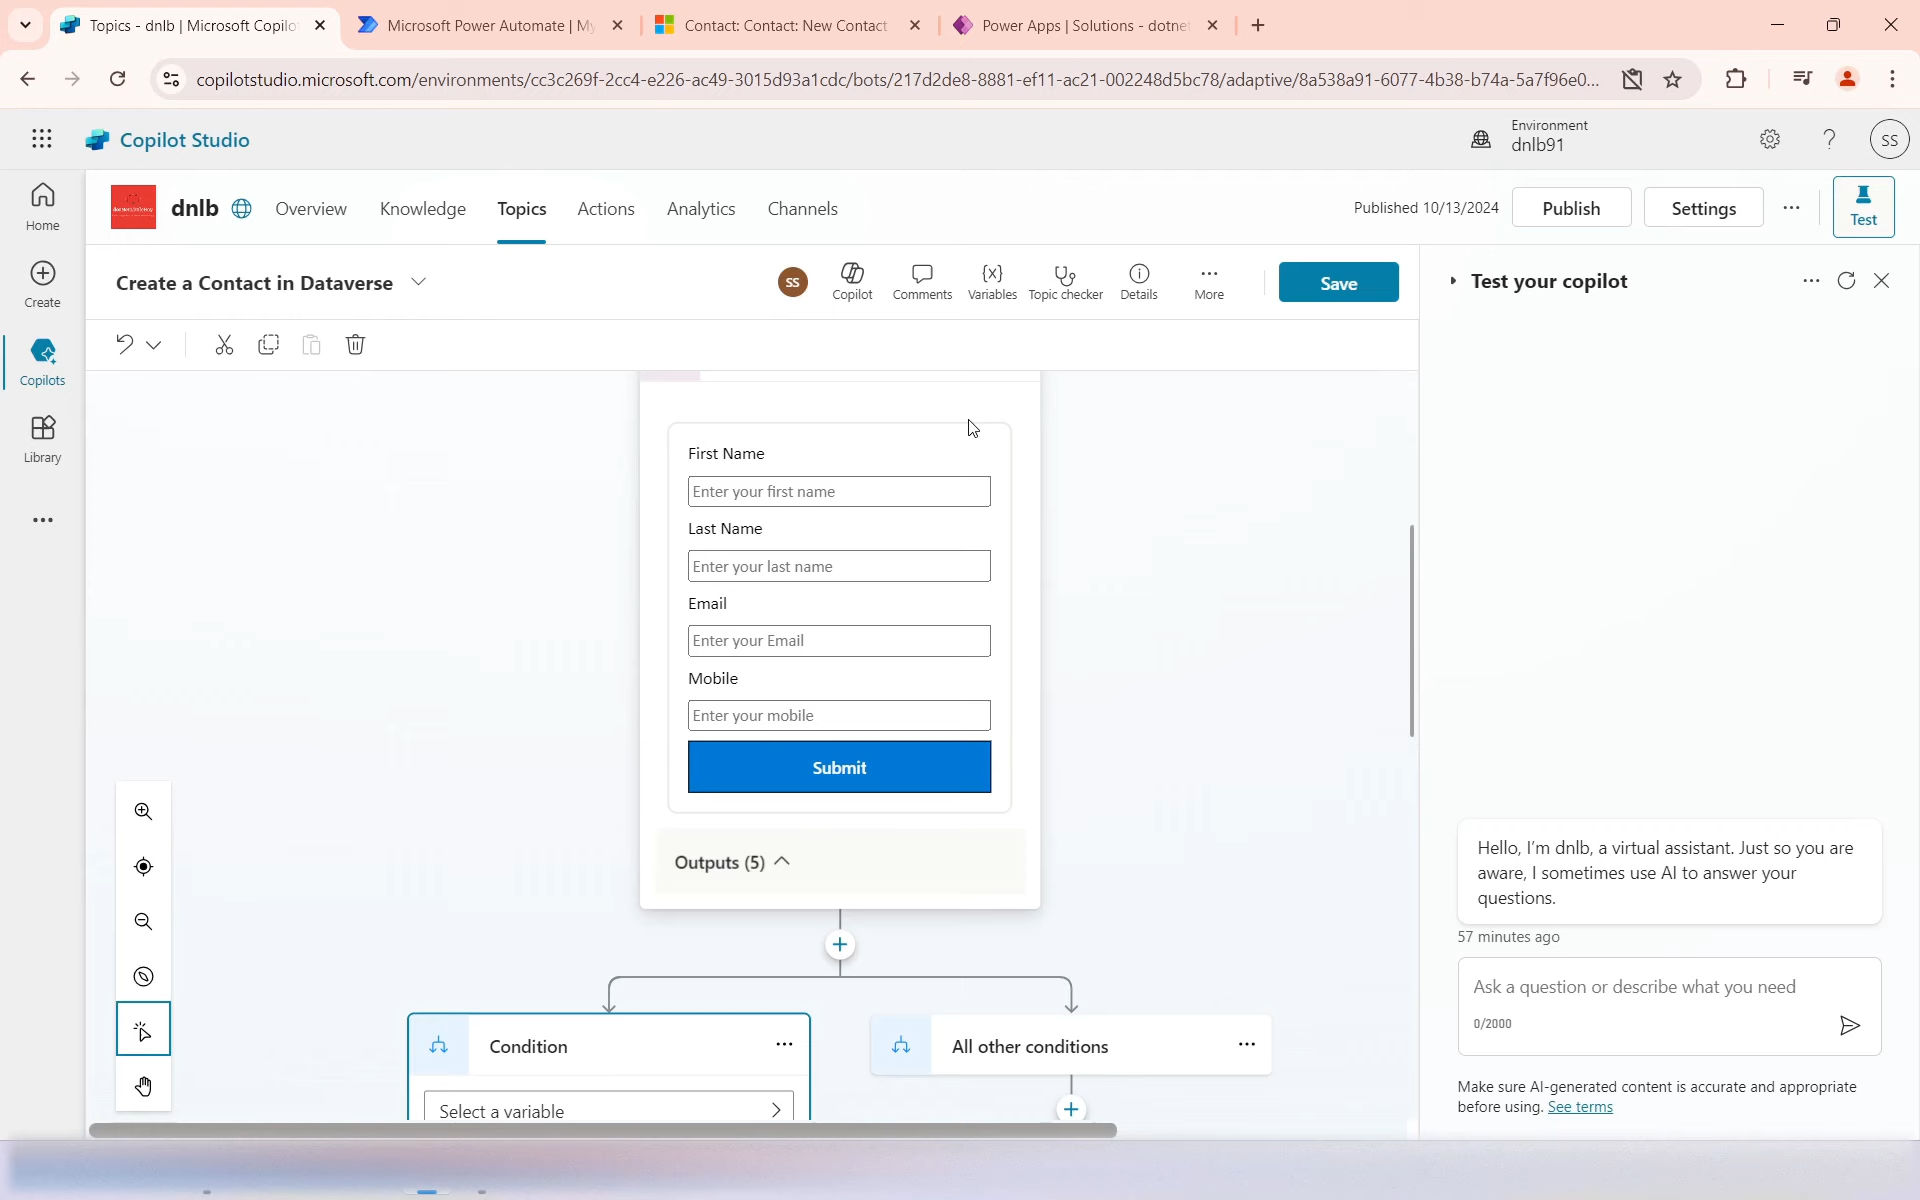 Topics - dnlb | Microsoft Copilo
Microsoft Power Automate | My
Contact: Contact: New Contact
Power Apps | Solutions - dotnet
copilotstudio.microsoft.com/environments/cc3c269f-2cc4-e226-ac49-3015d93a1cdc/bots/217d2de8-8881-ef11-ac21-002248d5bc78/adaptive/8a538a91-6077-4b38-b74a-5a7f96e0...
Copilot Studio
Environment
dnlb91
SS
Home
Create
Copilots
Library
dnlb
Overview
Knowledge
Topics
Actions
Analytics
Channels
Published 10/13/2024
Publish
Settings
Test
Create a Contact in Dataverse
SS
Copilot
Comments
Variables
Topic checker
Details
More
Save
First Name
Enter your first name
Last Name
Enter your last name
Email
Enter your Email
Mobile
Enter your mobile
Submit
Outputs (5)
Condition
Select a variable
All other conditions
Test your copilot
Hello, I'm dnlb, a virtual assistant. Just so you are
aware, I sometimes use AI to answer your
questions.
57 minutes ago
Ask a question or describe what you need
0/2000
Make sure AI-generated content is accurate and appropriate
before using. See terms